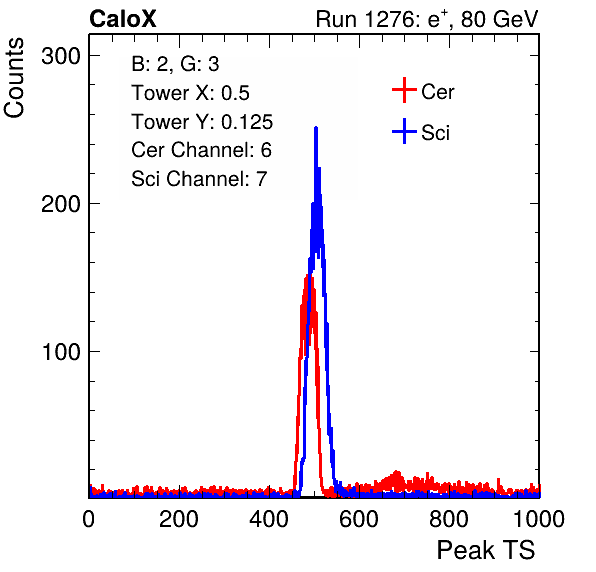 CaloX Run 1276: e⁺, 80 GeV
Counts
B: 2, G: 3
Tower X: 0.5
Tower Y: 0.125
Cer Channel: 6
Sci Channel: 7
Cer
Sci
300
200
100
0 200 400 600 800 1000
Peak TS